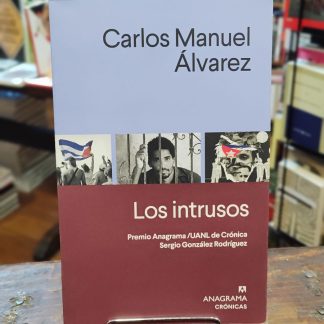 Carlos Manuel
Álvarez
Los intrusos
Premio Anagrama /UANL de Crónica
Sergio González Rodríguez
ANAGRAMA
CRÓNICAS